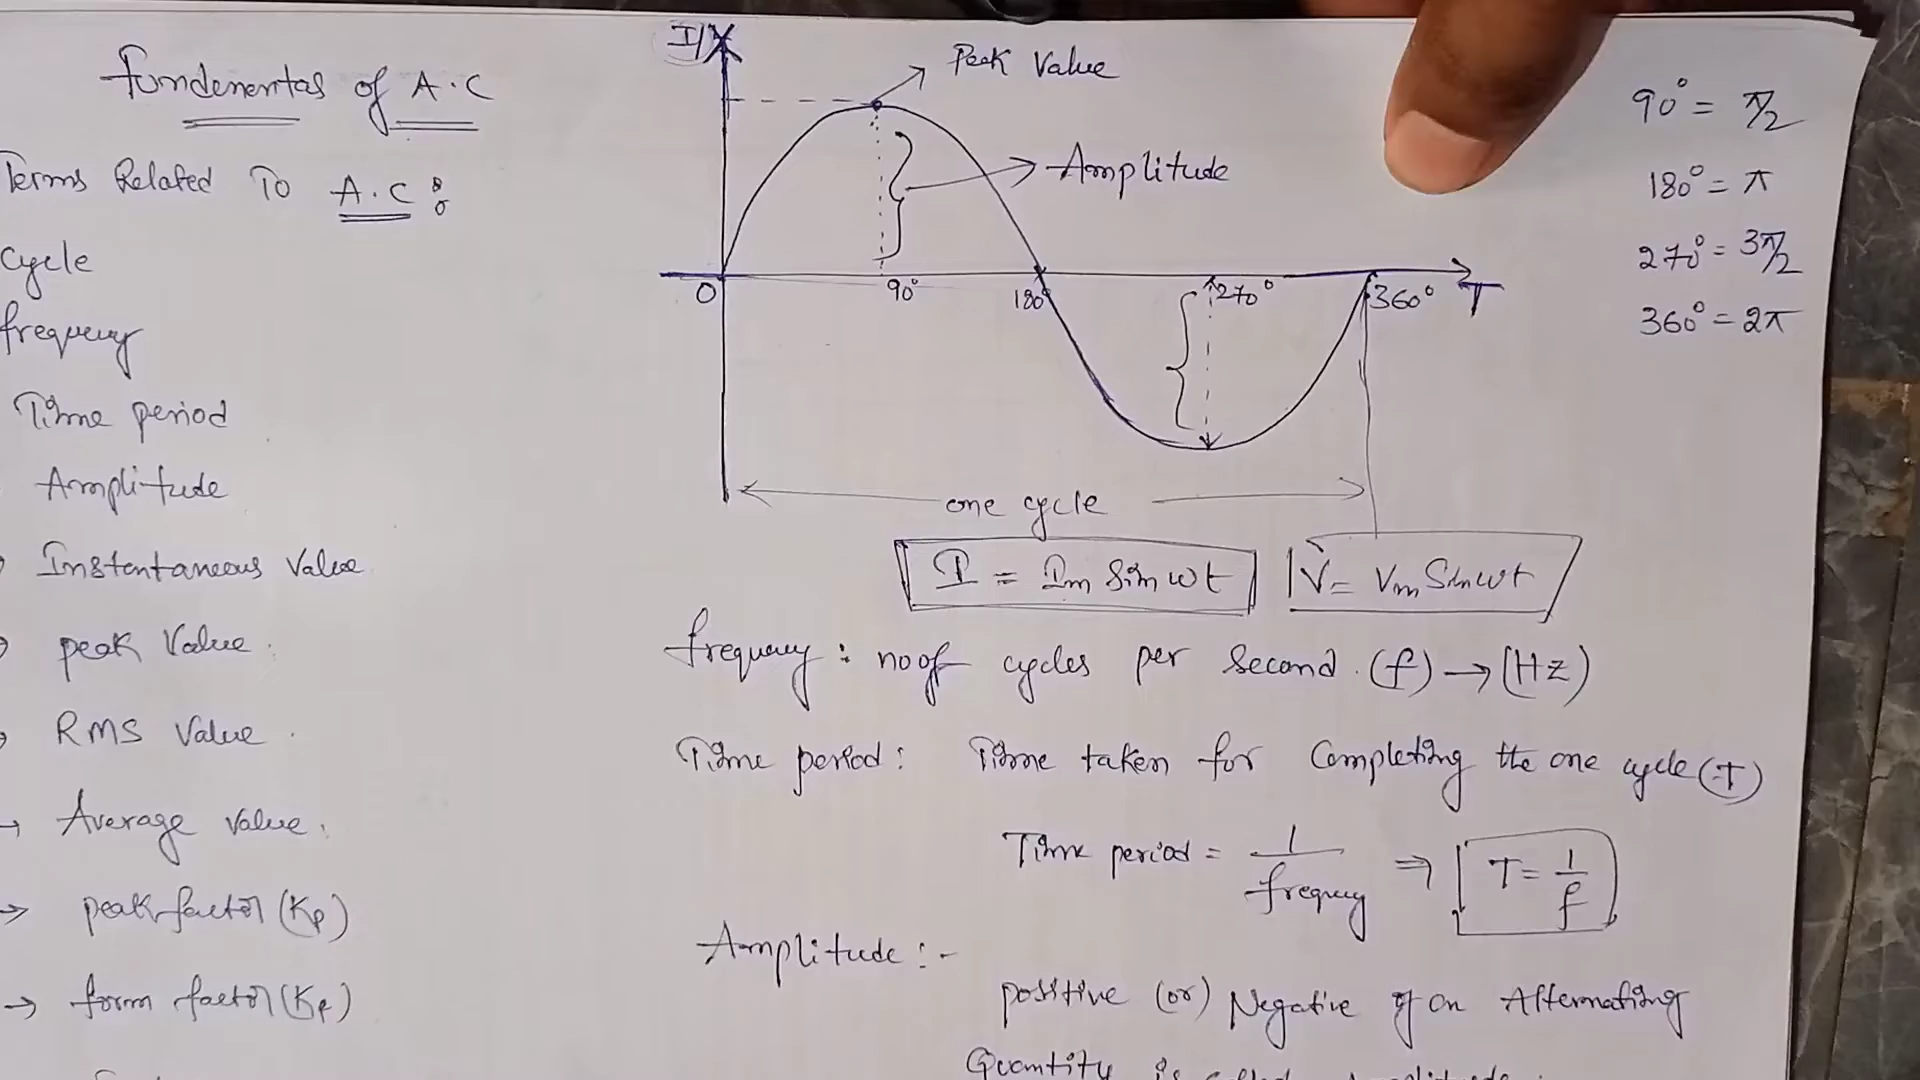 Fundementas of A.C
Terms Related To A.C :
Cycle
frequency
Time period
Amplitude
Instantaneous Value
peak Value.
RMS Value.
→ Average value.
→ peak factor (Kp)
→ form factor (Kf)
Peak Value
Amplitude
0 90° 180° 270° 360° T
one cycle
I = Im Sin ωt V = Vm Sin ωt
90° = π/2
180° = π
270° = 3π/2
360° = 2π
frequency : no of cycles per second. (f) → (Hz)
Time period : Time taken for Completing the one cycle (T)
Time period = 1/frequency ⇒ T = 1/f
Amplitude :-
positive (or) Negative of an Alternating
Quantity is called